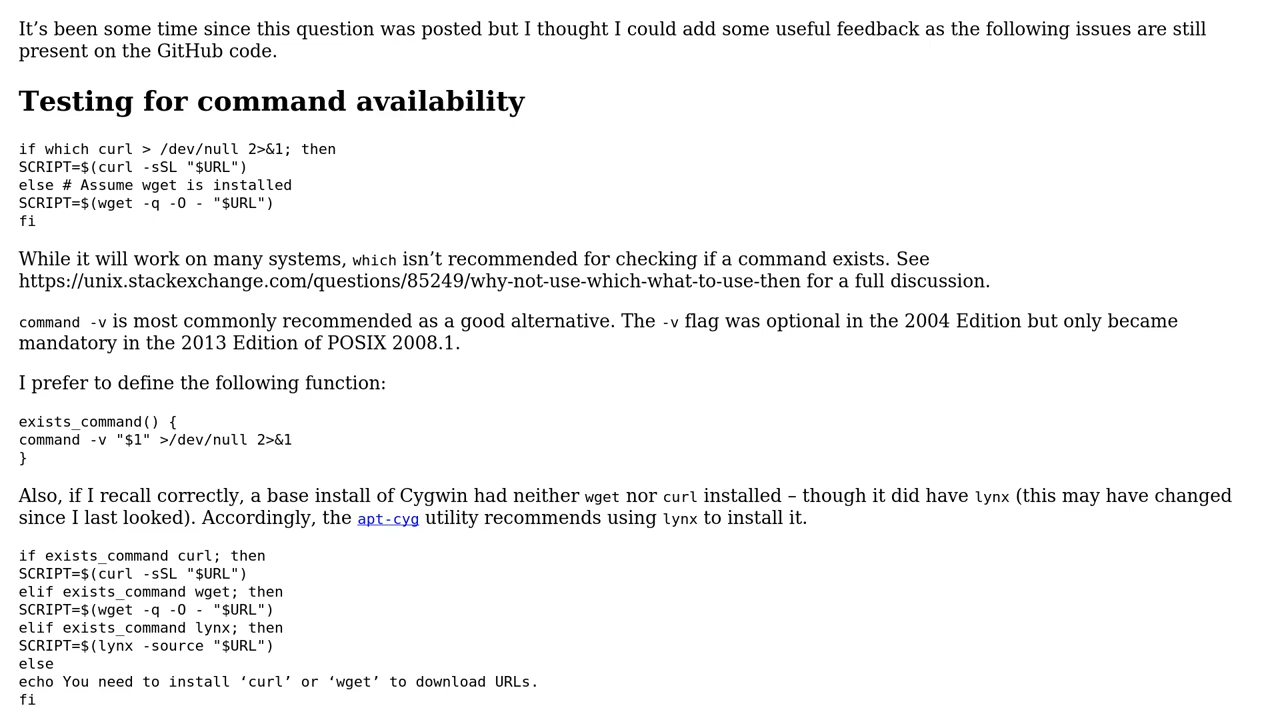 It’s been some time since this question was posted but I thought I could add some useful feedback as the following issues are still
present on the GitHub code.
Testing for command availability
if which curl > /dev/null 2>&1; then
SCRIPT=$(curl -sSL "$URL")
else # Assume wget is installed
SCRIPT=$(wget -q -O - "$URL")
fi
While it will work on many systems, which isn’t recommended for checking if a command exists. See
https://unix.stackexchange.com/questions/85249/why-not-use-which-what-to-use-then for a full discussion.
command -v is most commonly recommended as a good alternative. The -v flag was optional in the 2004 Edition but only became
mandatory in the 2013 Edition of POSIX 2008.1.
I prefer to define the following function:
exists_command() {
command -v "$1" >/dev/null 2>&1
}
Also, if I recall correctly, a base install of Cygwin had neither wget nor curl installed – though it did have lynx (this may have changed
since I last looked). Accordingly, the apt-cyg utility recommends using lynx to install it.
if exists_command curl; then
SCRIPT=$(curl -sSL "$URL")
elif exists_command wget; then
SCRIPT=$(wget -q -O - "$URL")
elif exists_command lynx; then
SCRIPT=$(lynx -source "$URL")
else
echo You need to install ‘curl’ or ‘wget’ to download URLs.
fi